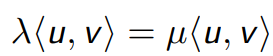 λ⟨u, v⟩ = μ⟨u, v⟩